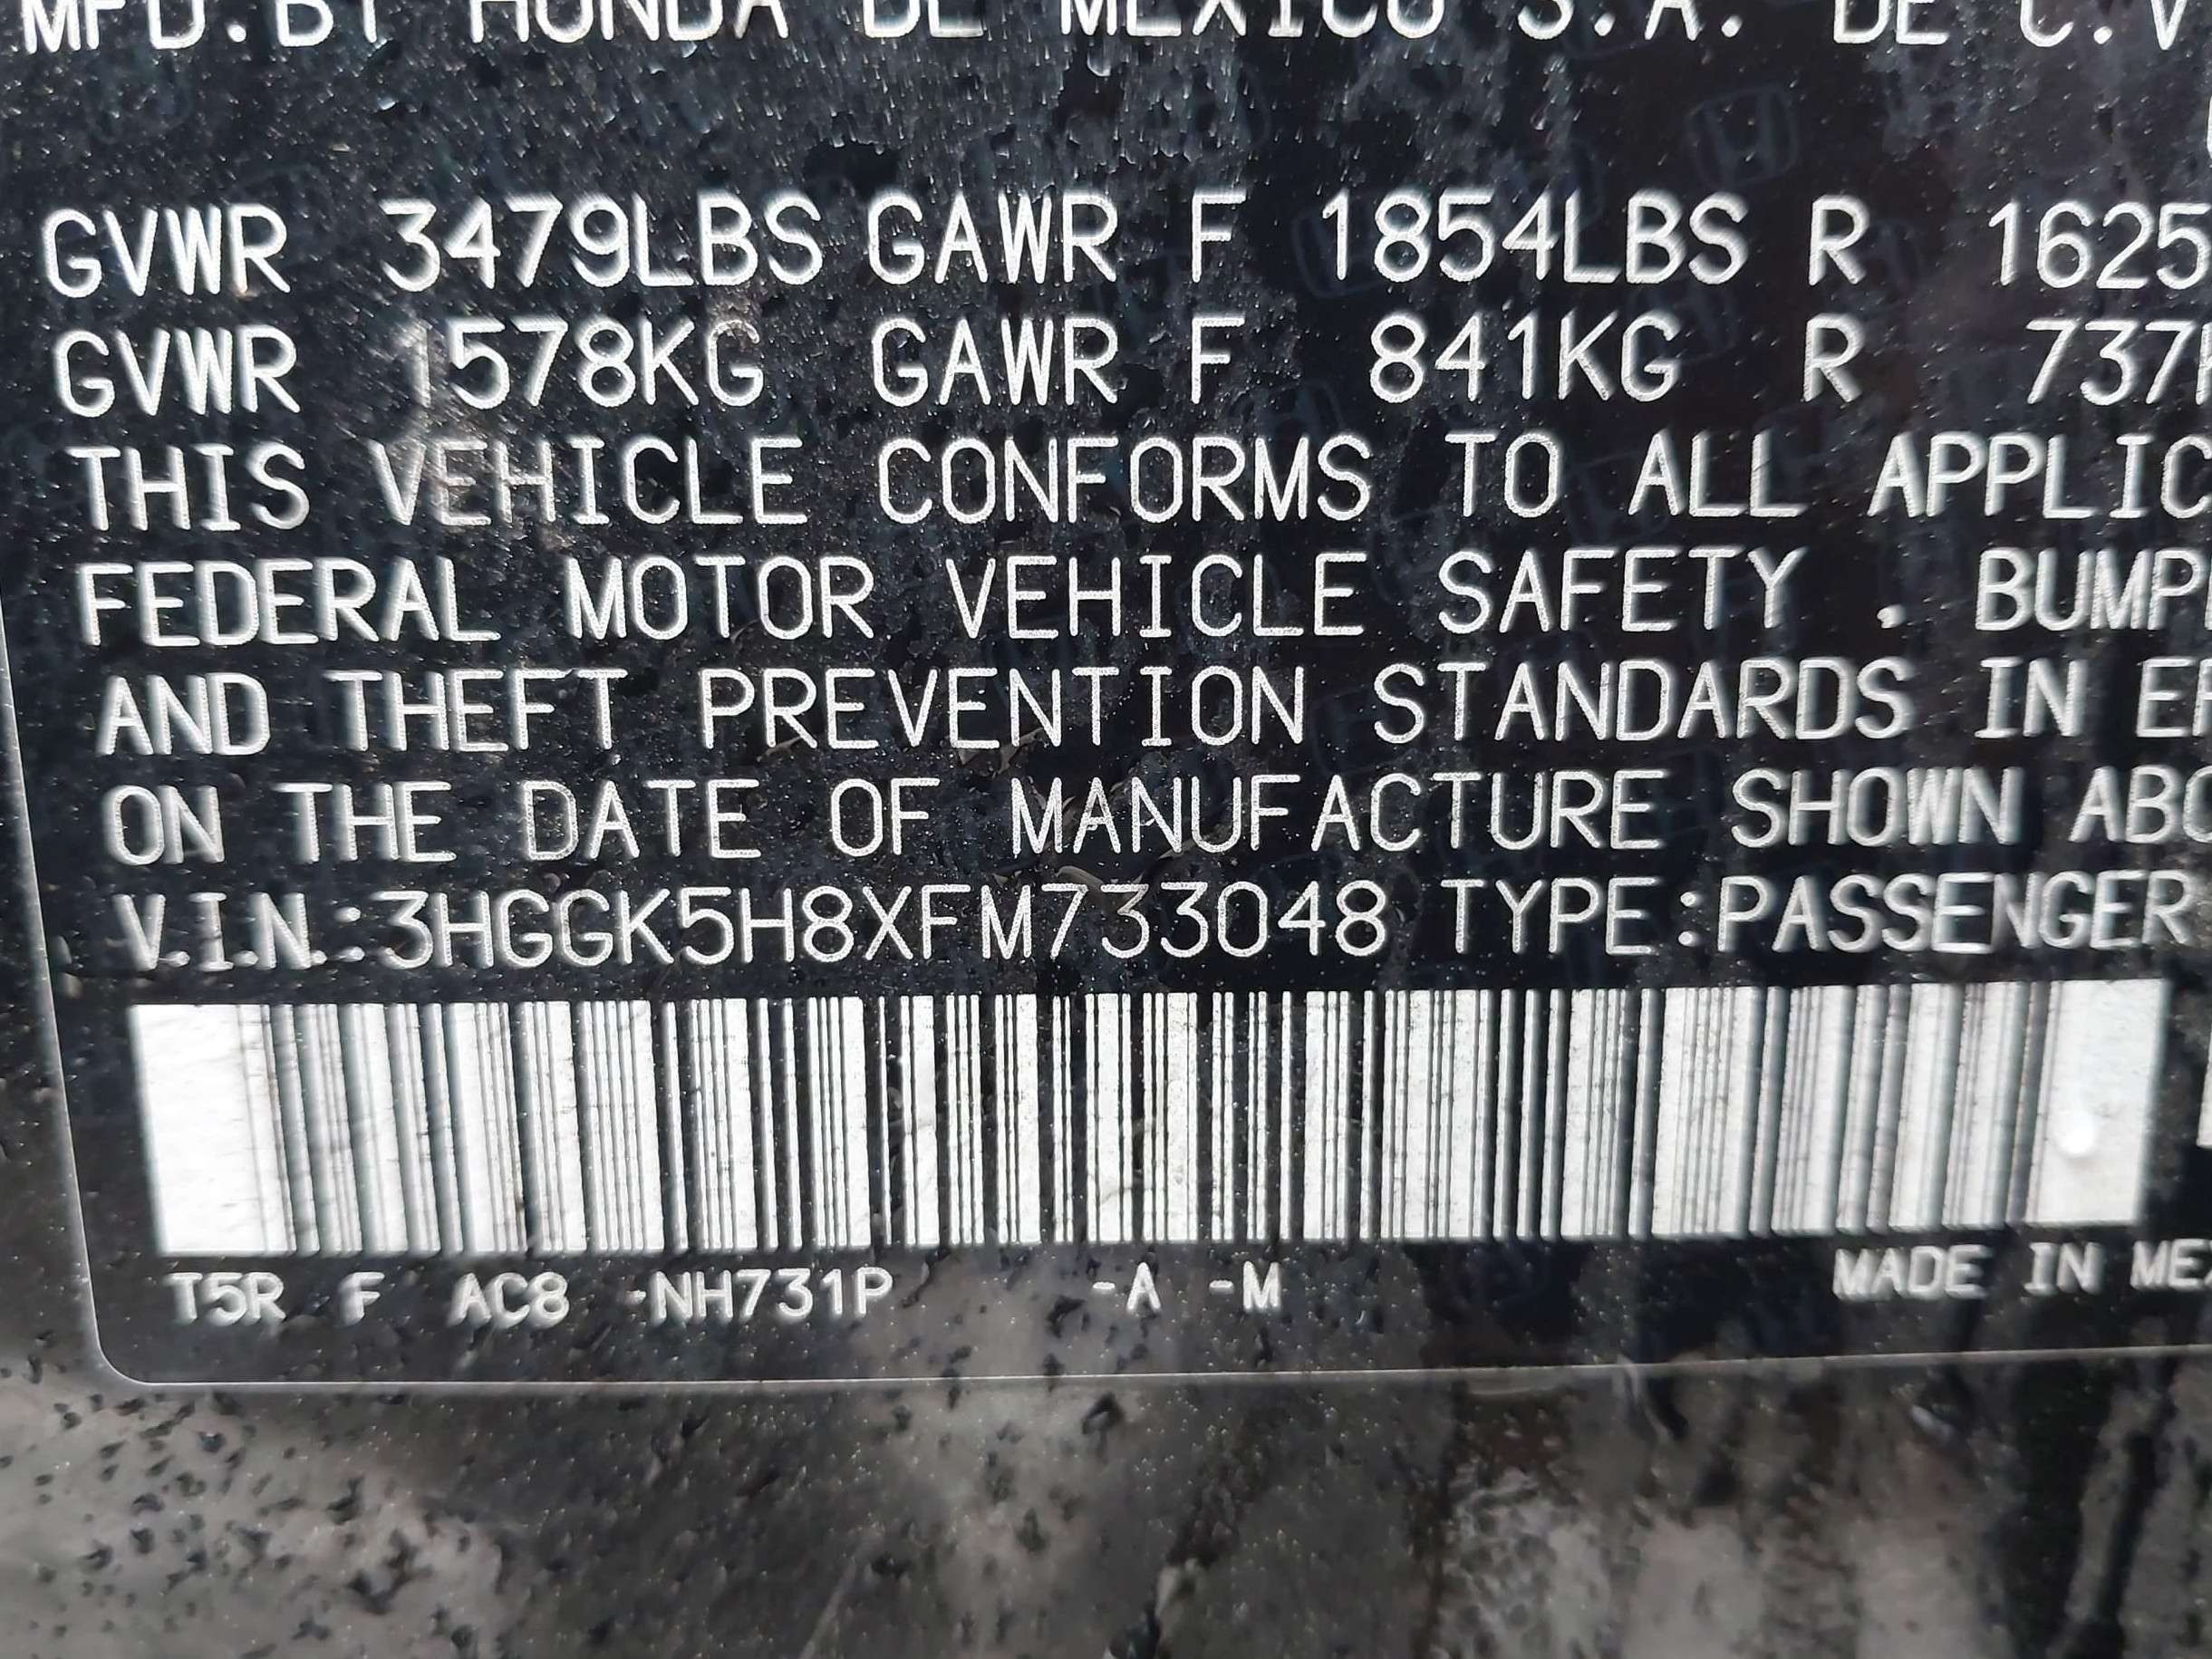 MFD.BY HONDA DE MEXICO S.A. DE C.V
GVWR 3479LBS GAWR F 1854LBS R 1625
GVWR 1578KG GAWR F 841KG R 737
THIS VEHICLE CONFORMS TO ALL APPLIC
FEDERAL MOTOR VEHICLE SAFETY . BUMP
AND THEFT PREVENTION STANDARDS IN E
ON THE DATE OF MANUFACTURE SHOWN ABO
V.I.N.:3HGGK5H8XFM733048 TYPE:PASSENGER
T5R F AC8 -NH731P -A -M MADE IN MEX